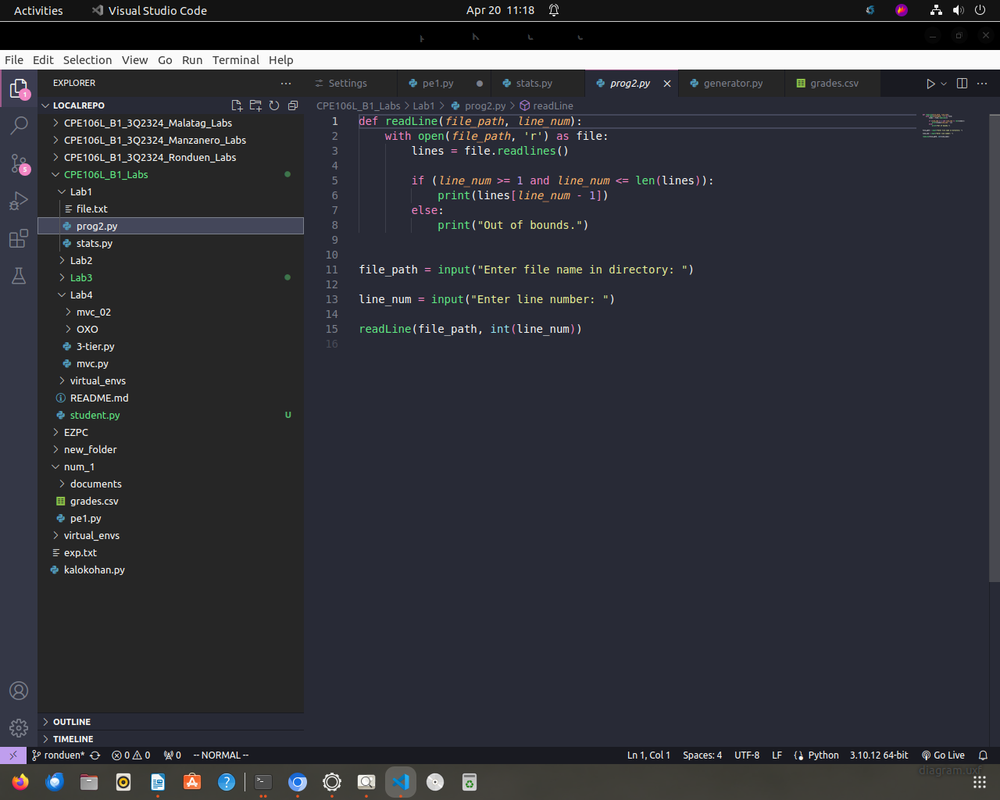 Activities
Visual Studio Code
Apr 20 11:18
File Edit Selection View Go Run Terminal Help
EXPLORER
Settings
pe1.py
stats.py
prog2.py
generator.py
grades.csv
LOCALREPO
CPE106L_B1_Labs > Lab1 > prog2.py > readLine
CPE106L_B1_3Q2324_Malatag_Labs
CPE106L_B1_3Q2324_Manzanero_Labs
CPE106L_B1_3Q2324_Ronduen_Labs
CPE106L_B1_Labs
Lab1
file.txt
prog2.py
stats.py
Lab2
Lab3
Lab4
mvc_02
OXO
3-tier.py
mvc.py
virtual_envs
README.md
student.py U
EZPC
new_folder
num_1
documents
grades.csv
pe1.py
virtual_envs
exp.txt
kalokohan.py
OUTLINE
TIMELINE
1
5
1 def readLine(file_path, line_num):
2 with open(file_path, 'r') as file:
3 lines = file.readlines()
4
5 if (line_num >= 1 and line_num <= len(lines)):
6 print(lines[line_num - 1])
7 else:
8 print("Out of bounds.")
9
10
11 file_path = input("Enter file name in directory: ")
12
13 line_num = input("Enter line number: ")
14
15 readLine(file_path, int(line_num))
16
ronduen* 0 0 0 -- NORMAL --
Ln 1, Col 1 Spaces: 4 UTF-8 LF Python 3.10.12 64-bit Go Live
diagram.uxf